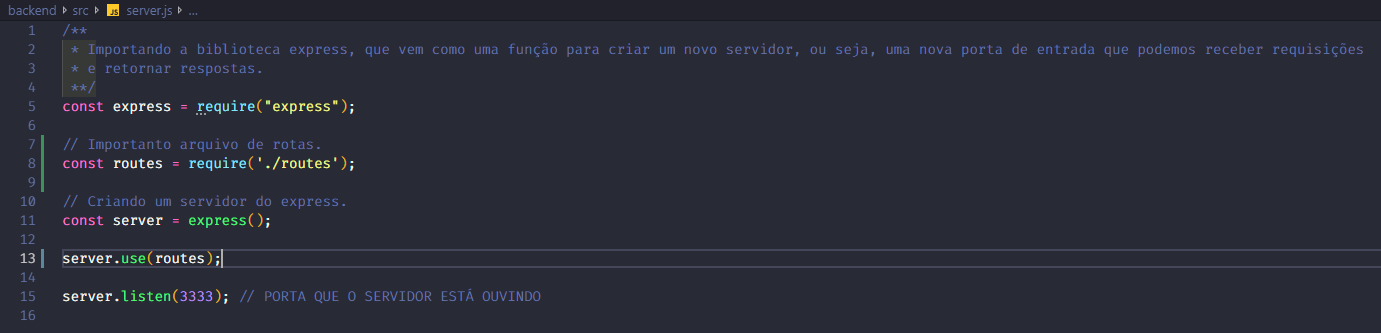 backend > src > JS server.js > ...
1 /**
2 * Importando a biblioteca express, que vem como uma função para criar um novo servidor, ou seja, uma nova porta de entrada que podemos receber requisições
3 * e retornar respostas.
4 **/
5 const express = require("express");
6
7 // Importanto arquivo de rotas.
8 const routes = require('./routes');
9
10 // Criando um servidor do express.
11 const server = express();
12
13 server.use(routes);
14
15 server.listen(3333); // PORTA QUE O SERVIDOR ESTÁ OUVINDO
16